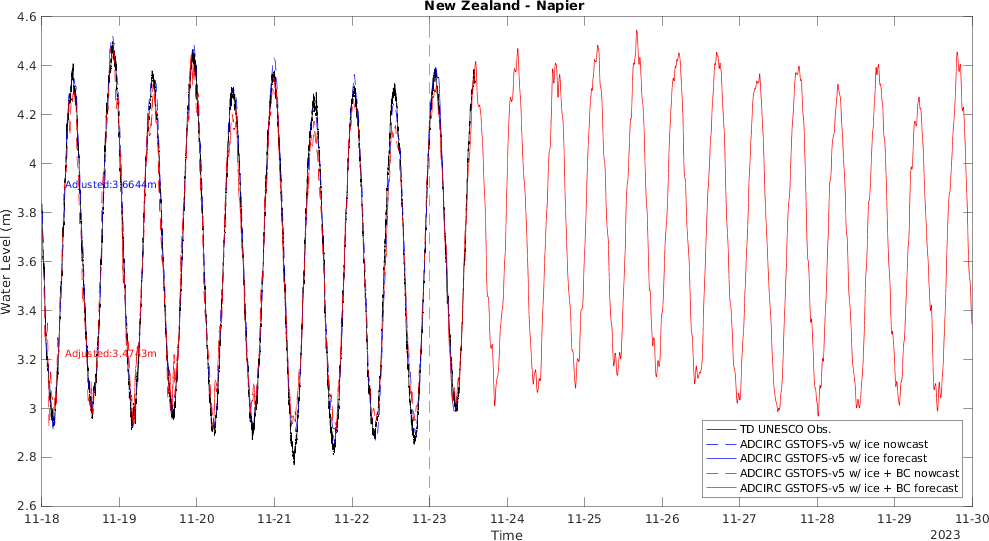 New Zealand - Napier
4.6
4.4
4.2
4
3.8
3.6
3.4
3.2
3
2.8
2.6
Water Level (m)
Adjusted:3.6644m
Adjusted:3.4743m
TD UNESCO Obs.
ADCIRC GSTOFS-v5 w/ ice nowcast
ADCIRC GSTOFS-v5 w/ ice forecast
ADCIRC GSTOFS-v5 w/ ice + BC nowcast
ADCIRC GSTOFS-v5 w/ ice + BC forecast
11-18 11-19 11-20 11-21 11-22 11-23 11-24 11-25 11-26 11-27 11-28 11-29 11-30
Time
2023